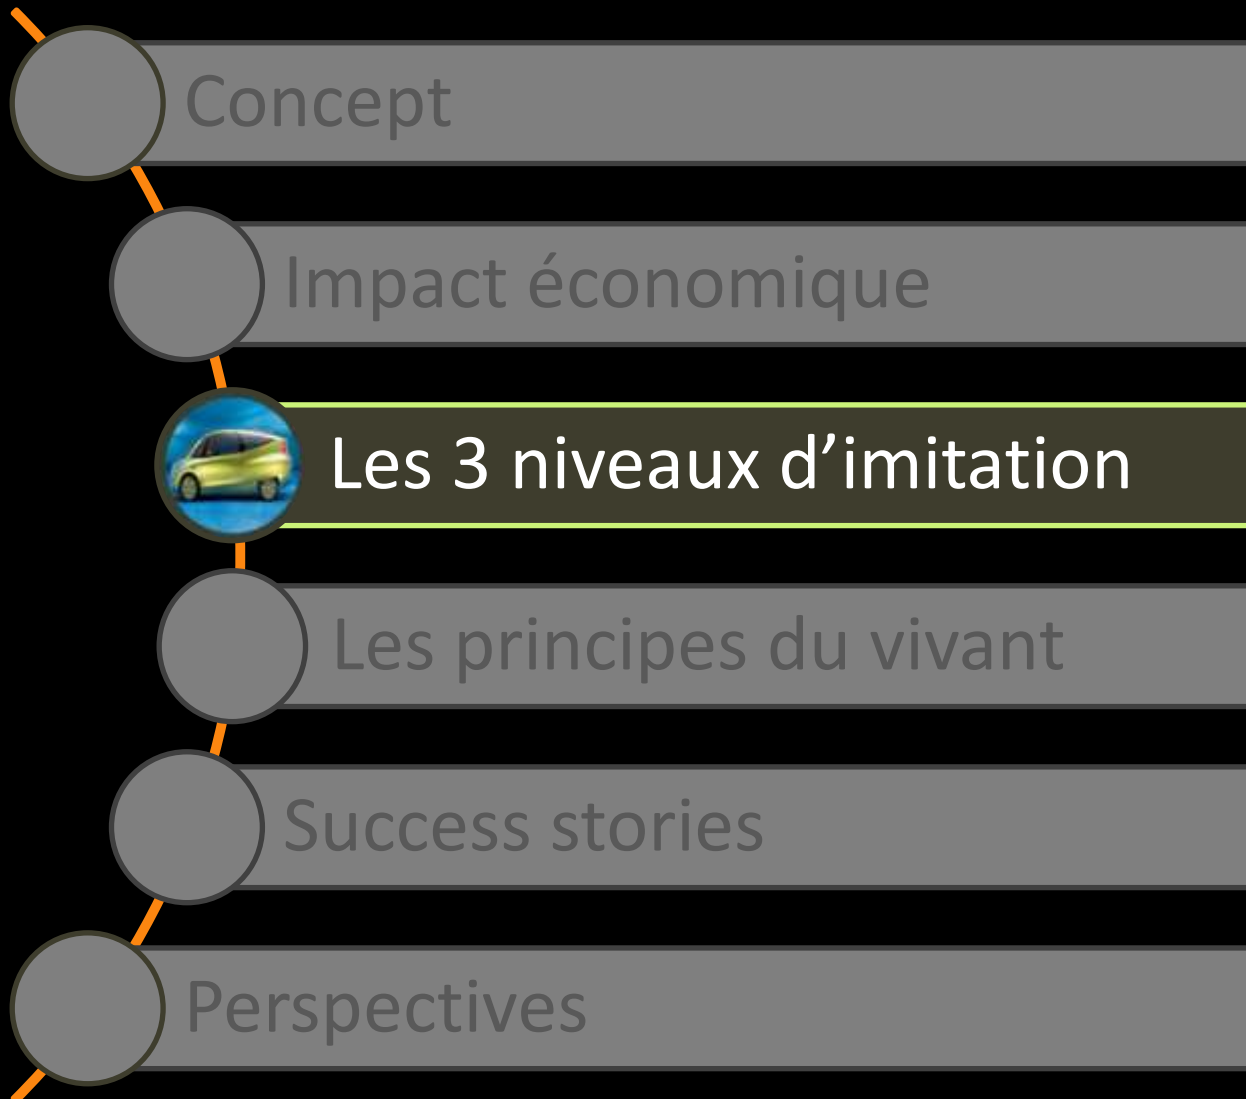 Concept
Impact économique
Les 3 niveaux d’imitation
Les principes du vivant
Success stories
Perspectives